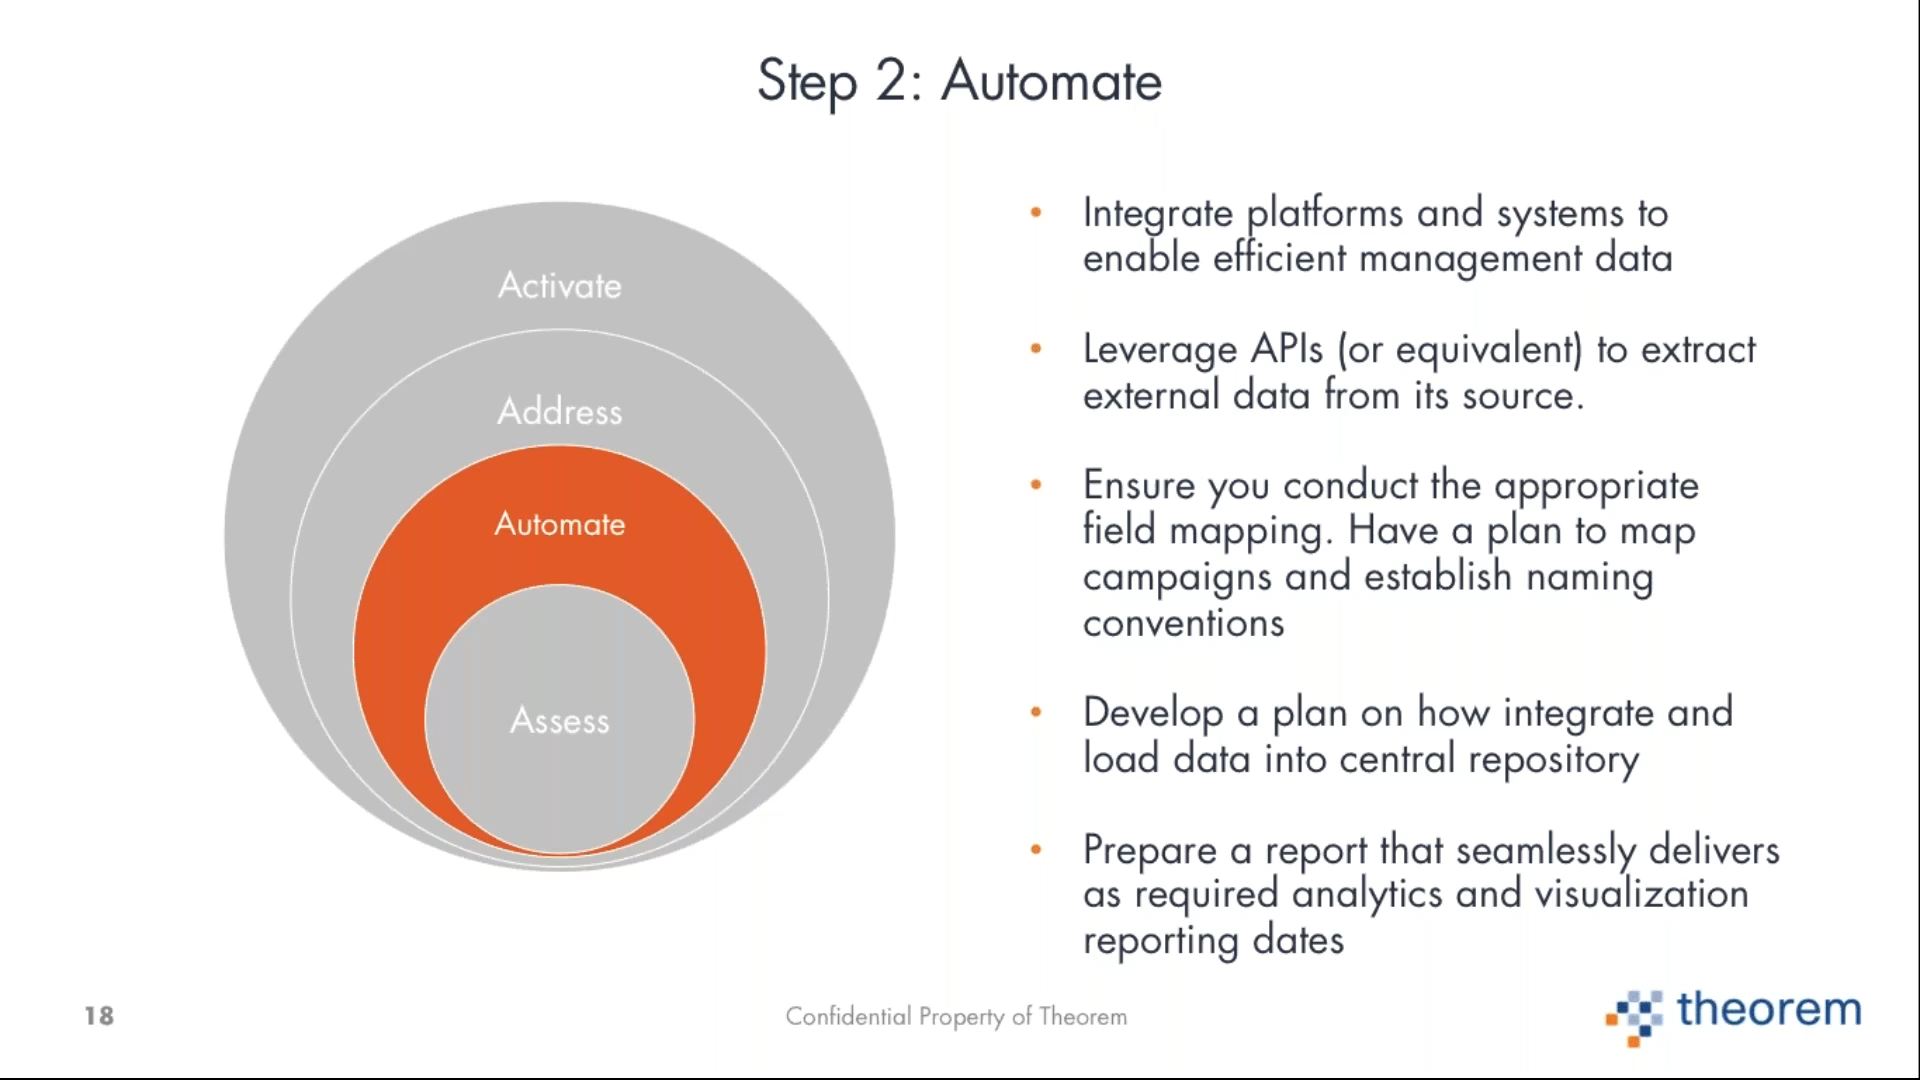 Step 2: Automate
Activate
Address
Automate
Assess
• Integrate platforms and systems to
enable efficient management data
• Leverage APIs (or equivalent) to extract
external data from its source.
• Ensure you conduct the appropriate
field mapping. Have a plan to map
campaigns and establish naming
conventions
• Develop a plan on how integrate and
load data into central repository
• Prepare a report that seamlessly delivers
as required analytics and visualization
reporting dates
18
Confidential Property of Theorem
theorem